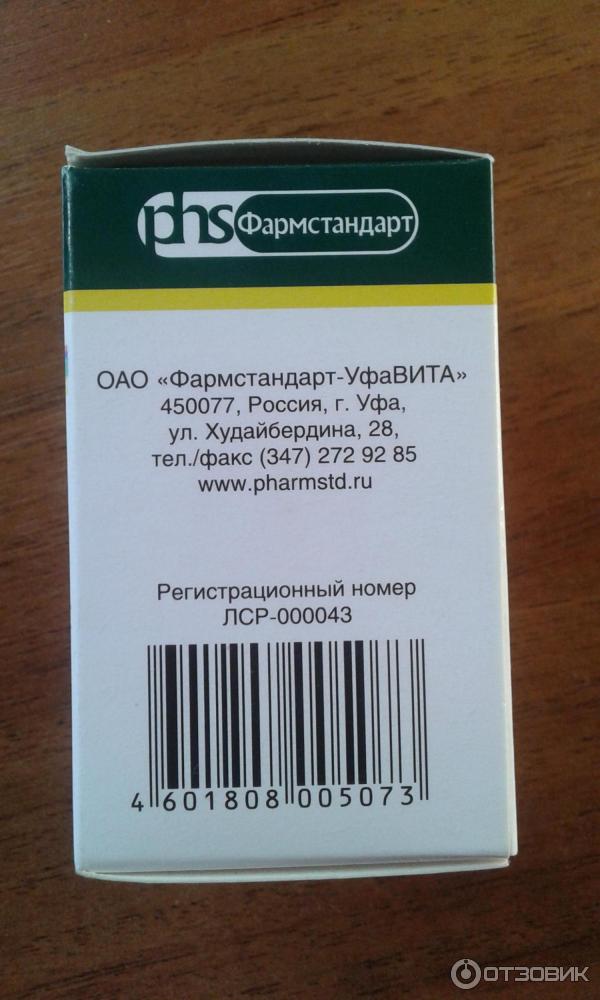 phs Фармстандарт
ОАО «Фармстандарт-УфаВИТА»
450077, Россия, г. Уфа,
ул. Худайбердина, 28,
тел./факс (347) 272 92 85
www.pharmstd.ru
Регистрационный номер
ЛСР-000043
4 601808 005073
ОТЗОВИК